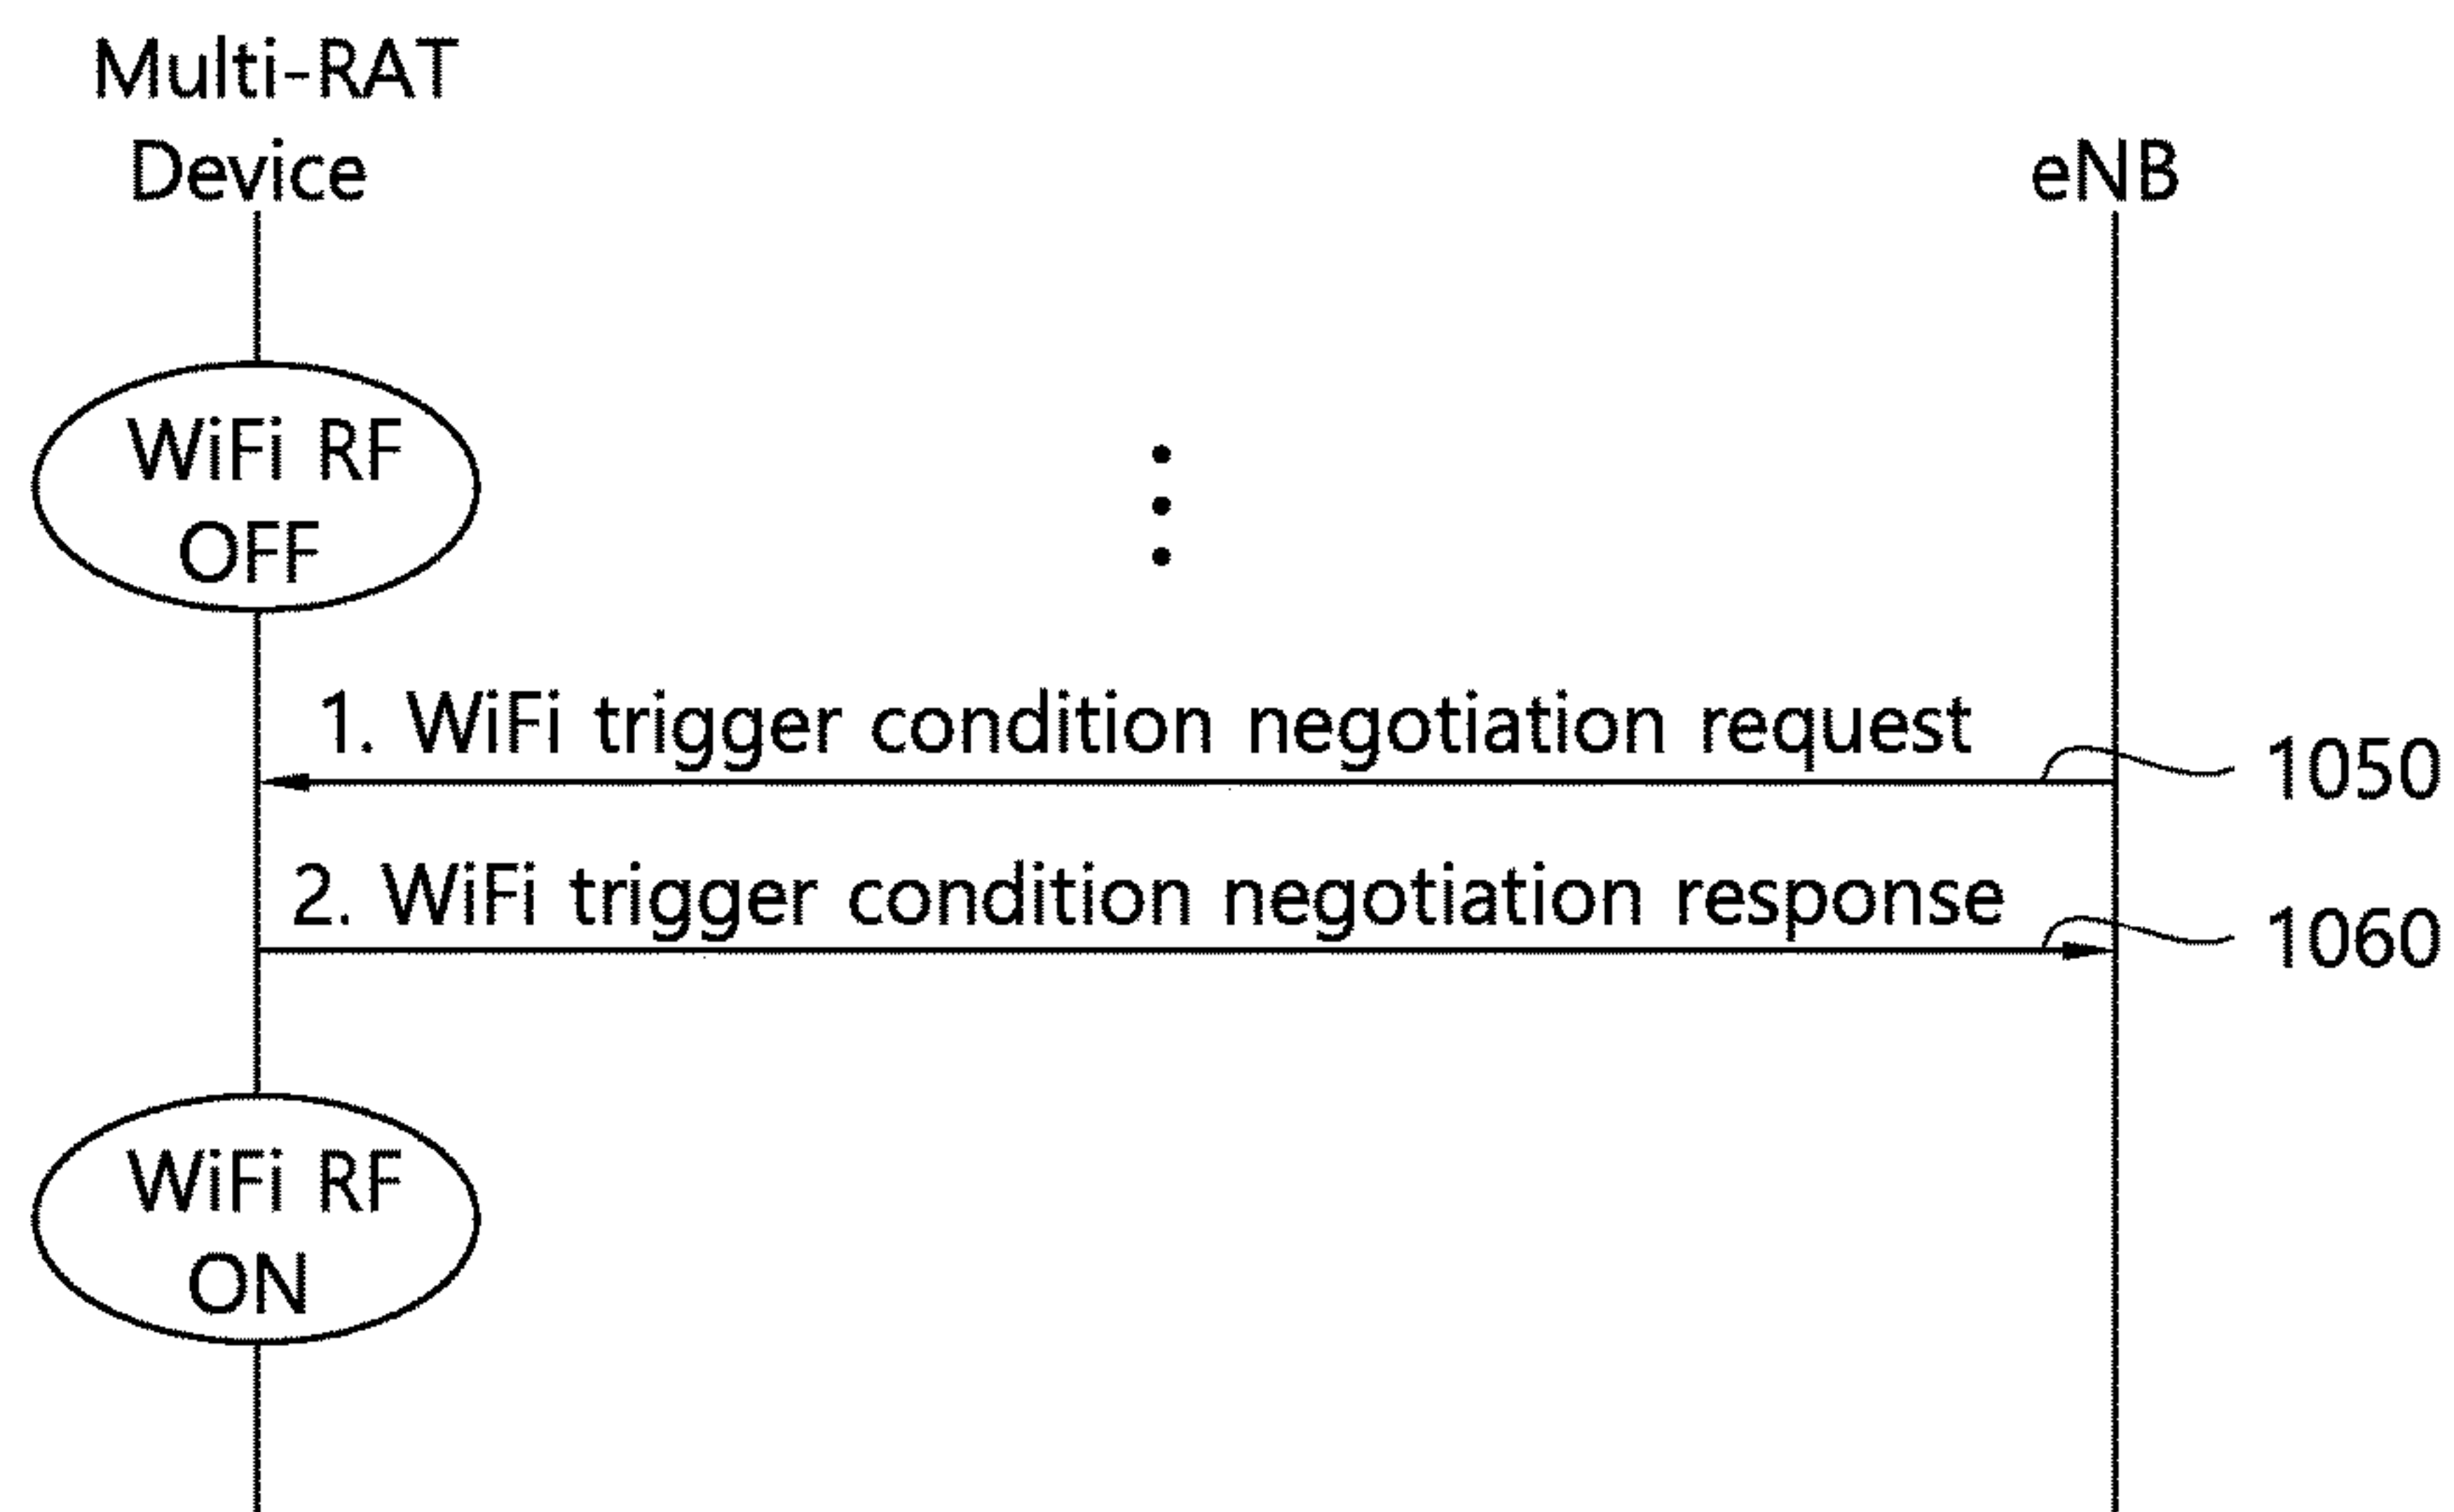 Multi-RAT
Device
eNB
WiFi RF
OFF
1. WiFi trigger condition negotiation request
1050
2. WiFi trigger condition negotiation response
1060
WiFi RF
ON